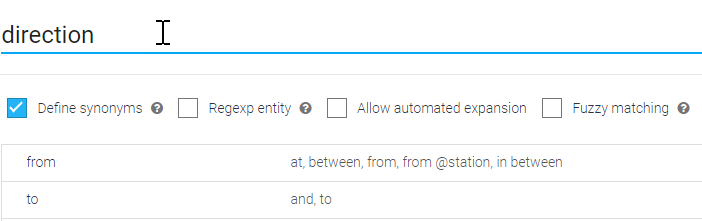 direction
Define synonyms ? Regexp entity ? Allow automated expansion Fuzzy matching ?
from at, between, from, from @station, in between
to and, to